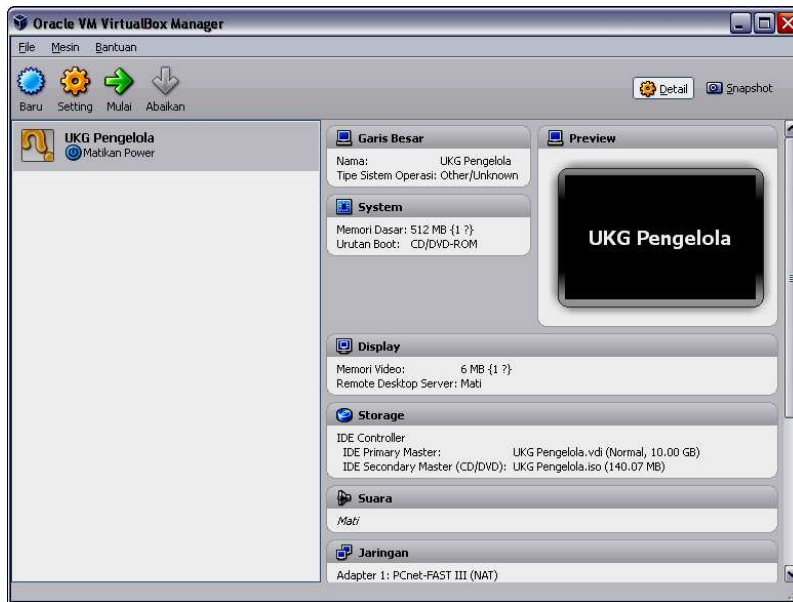 Oracle VM VirtualBox Manager
File Mesin Bantuan
Baru Setting Mulai Abaikan
Detail Snapshot
UKG Pengelola
Matikan Power
Garis Besar
Nama: UKG Pengelola
Tipe Sistem Operasi: Other/Unknown
System
Memori Dasar: 512 MB {1 ?}
Urutan Boot: CD/DVD-ROM
Preview
UKG Pengelola
Display
Memori Video: 6 MB {1 ?}
Remote Desktop Server: Mati
Storage
IDE Controller
IDE Primary Master: UKG Pengelola.vdi (Normal, 10.00 GB)
IDE Secondary Master (CD/DVD): UKG Pengelola.iso (140.07 MB)
Suara
Mati
Jaringan
Adapter 1: PCnet-FAST III (NAT)